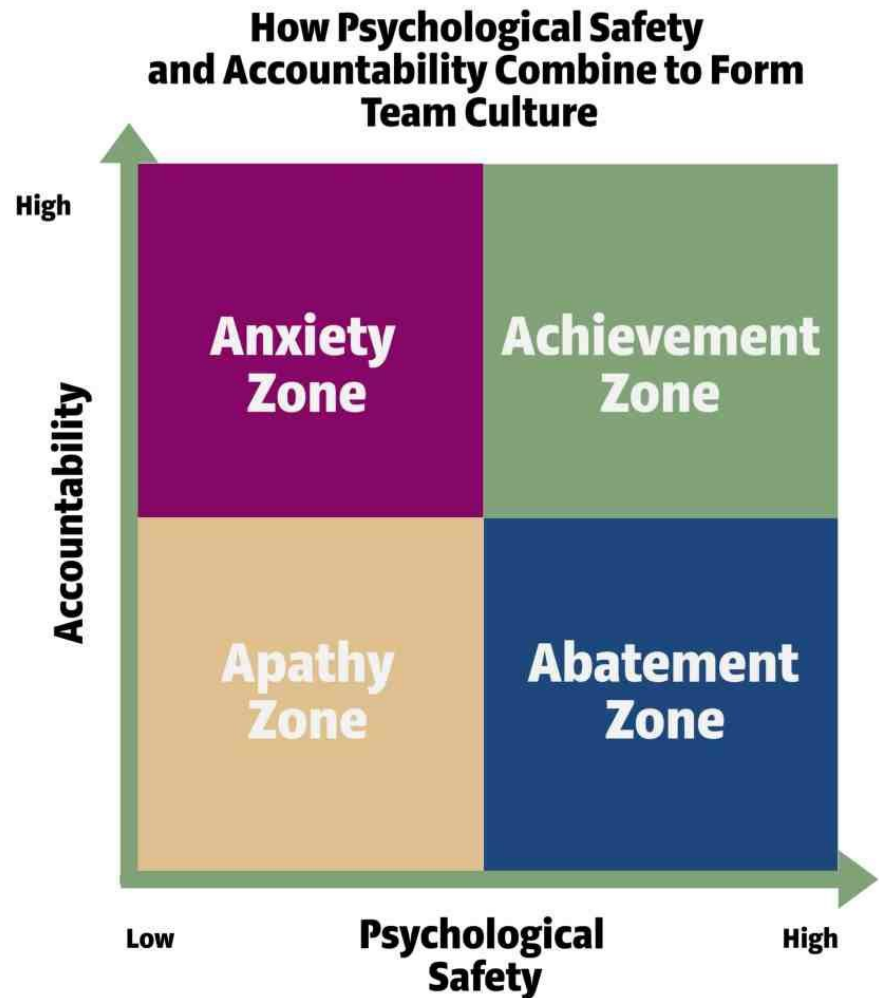 How Psychological Safety
and Accountability Combine to Form
Team Culture
High
Anxiety
Zone
Achievement
Zone
Accountability
Apathy
Zone
Abatement
Zone
Low
Psychological
Safety
High